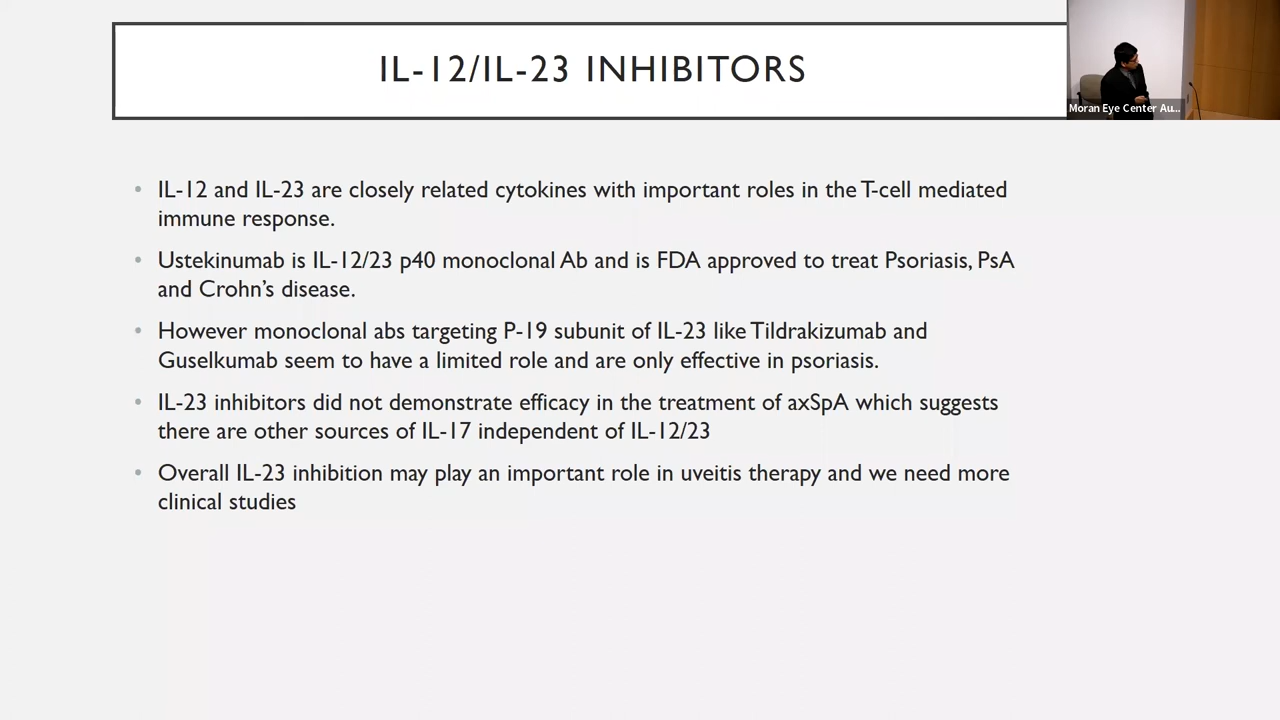 IL-12/IL-23 INHIBITORS
Moran Eye Center Au...
• IL-12 and IL-23 are closely related cytokines with important roles in the T-cell mediated
immune response.
• Ustekinumab is IL-12/23 p40 monoclonal Ab and is FDA approved to treat Psoriasis, PsA
and Crohn’s disease.
• However monoclonal abs targeting P-19 subunit of IL-23 like Tildrakizumab and
Guselkumab seem to have a limited role and are only effective in psoriasis.
• IL-23 inhibitors did not demonstrate efficacy in the treatment of axSpA which suggests
there are other sources of IL-17 independent of IL-12/23
• Overall IL-23 inhibition may play an important role in uveitis therapy and we need more
clinical studies